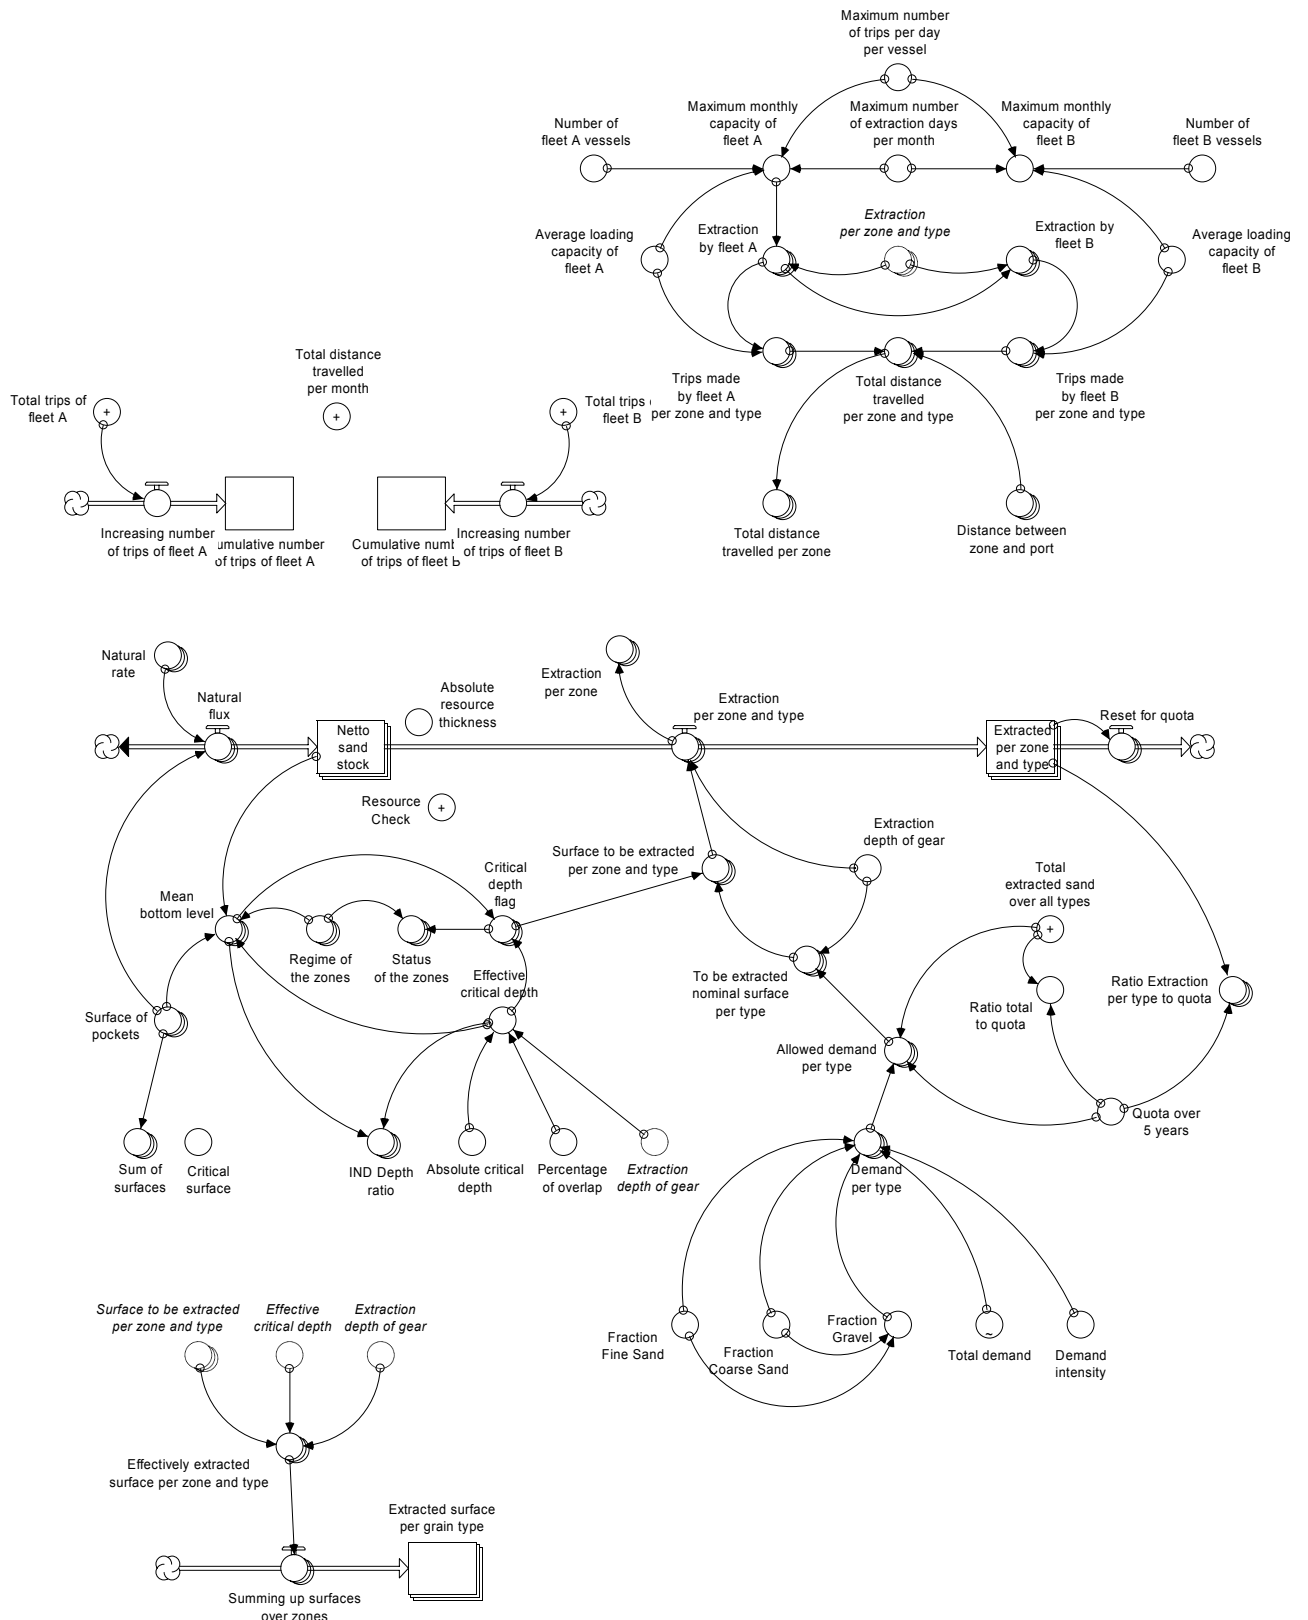 Maximum number
of trips per day
per vessel
Number of
fleet A vessels
Maximum monthly
capacity of
fleet A
Maximum number
of extraction days
per month
Maximum monthly
capacity of
fleet B
Number of
fleet B vessels
Average loading
capacity of
fleet A
Extraction
by fleet A
Extraction
per zone and type
Extraction by
fleet B
Average loading
capacity of
fleet B
Trips made
by fleet A
per zone and type
Total distance
travelled
per zone and type
Trips made
by fleet B
per zone and type
Total distance
travelled
per month
Total trips of
fleet A
+
+
+
Total trips
fleet B
Increasing number
of trips of fleet A
umulative number
of trips of fleet A
Cumulative num
of trips of fleet B
Increasing number
of trips of fleet B
Total distance
travelled per zone
Distance between
zone and port
Natural
rate
Natural
flux
Netto
sand
stock
Absolute
resource
thickness
Extraction
per zone
Extraction
per zone and type
Extracted
per zone
and type
Reset for quota
Resource
Check
+
Surface to be extracted
per zone and type
Extraction
depth of gear
Total
extracted sand
over all types
+
Mean
bottom level
Critical
depth
flag
Regime of
the zones
Status
of the zones
Effective
critical depth
To be extracted
nominal surface
per type
Ratio total
to quota
Ratio Extraction
per type to quota
Surface of
pockets
Allowed demand
per type
Quota over
5 years
Sum of
surfaces
Critical
surface
IND Depth
ratio
Absolute critical
depth
Percentage
of overlap
Extraction
depth of gear
Demand
per type
Fraction
Fine Sand
Fraction
Coarse Sand
Fraction
Gravel
~
Total demand
Demand
intensity
Surface to be extracted
per zone and type
Effective
critical depth
Extraction
depth of gear
Effectively extracted
surface per zone and type
Extracted surface
per grain type
Summing up surfaces
over zones